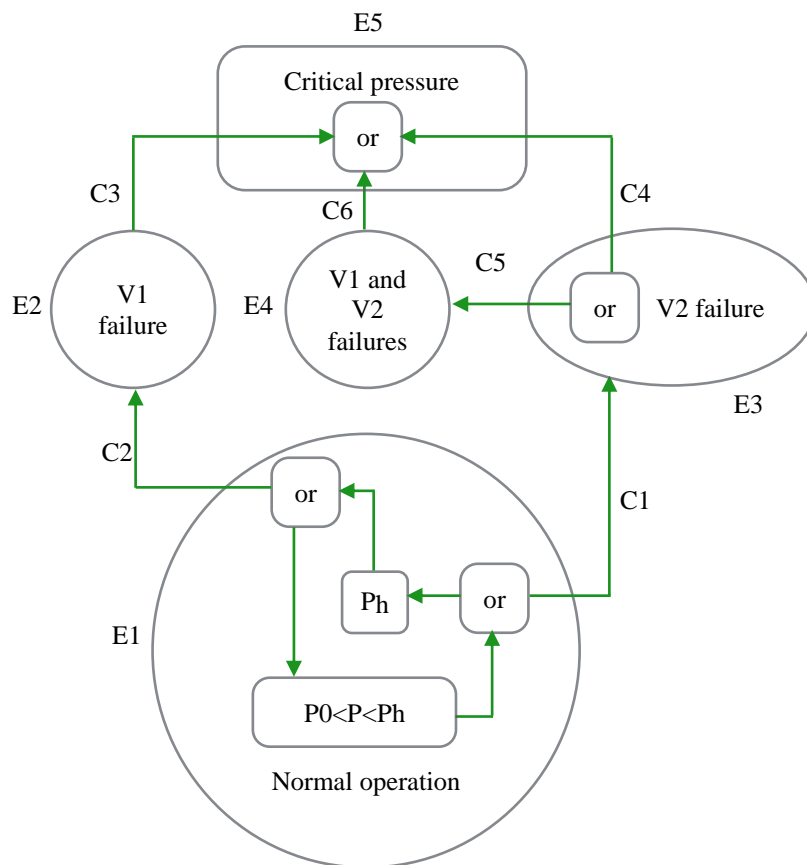 E5
Critical pressure
or
C3
C6
C4
C5
E2
V1
failure
E4
V1 and
V2
failures
or
V2 failure
E3
C2
or
C1
Ph
or
E1
P0<P<Ph
Normal operation